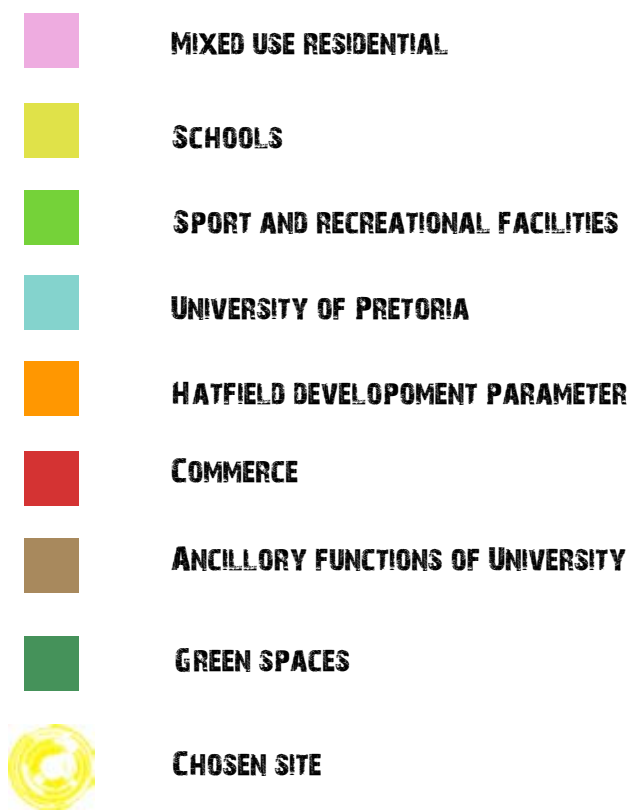 Mixed use residential
Schools
Sport and recreational facilities
University of Pretoria
Hatfield developoment parameter
Commerce
Ancillory functions of University
Green spaces
Chosen site